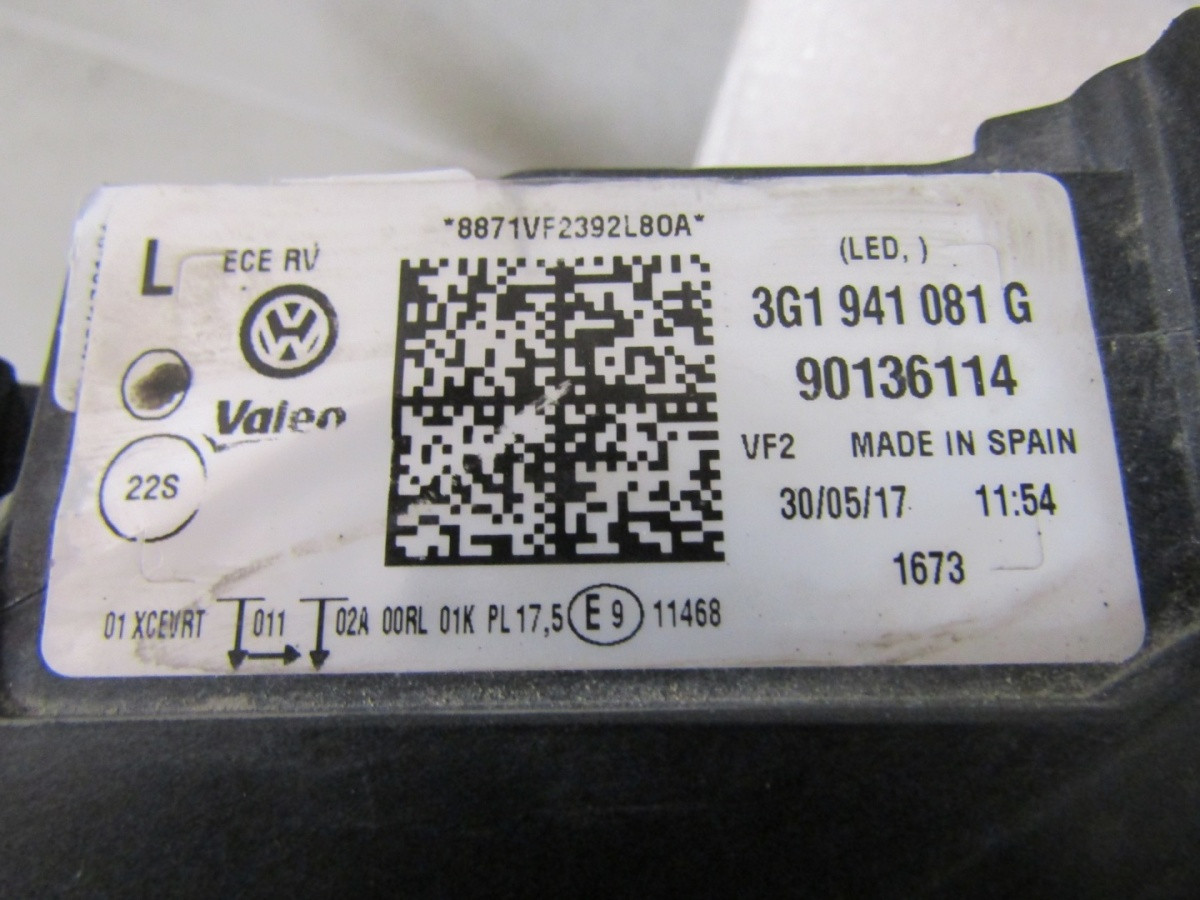 *8871VF2392L80A*
L
ECE RV
(LED, )
3G1 941 081 G
90136114
Valeo
VF2 MADE IN SPAIN
22S
30/05/17 11:54
1673
01 XCEVRT 011 02A 00RL 01K PL 17,5 E 9 11468